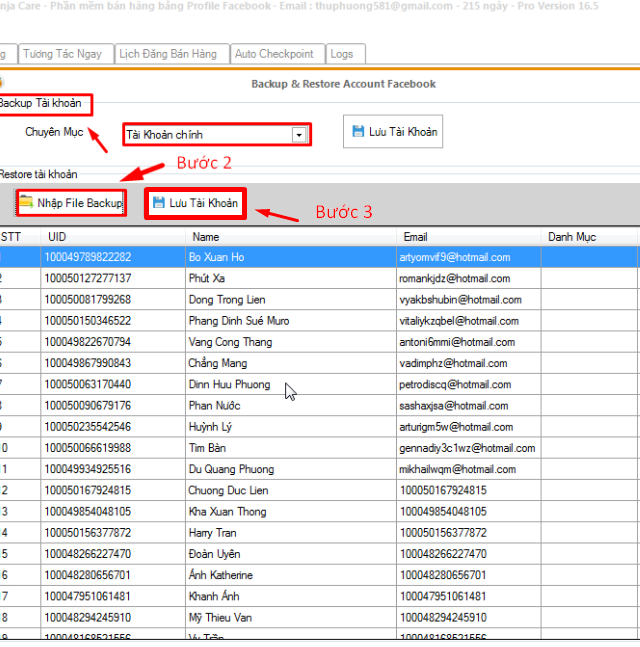 nja Care - Phần mềm bán hàng bằng Profile Facebook - Email : thuphuong581@gmail.com - 215 ngày - Pro Version 16.5
g Tương Tác Ngay Lịch Đăng Bán Hàng Auto Checkpoint Logs
Backup & Restore Account Facebook
Backup Tài khoản
Chuyên Mục Tài Khoản chính Lưu Tài Khoản
Bước 2
Restore tài khoản
Nhập File Backup Lưu Tài Khoản
Bước 3
STT UID Name Email Danh Mục
1 100049789822282 Bo Xuan Ho artyomvif9@hotmail.com
2 100050127277137 Phút Xa romankjdz@hotmail.com
3 100050081799268 Dong Trong Lien vyakbshubin@hotmail.com
4 100050150346522 Phang Dinh Sué Muro vitaliykzqbel@hotmail.com
5 100049822670794 Vang Cong Thang antoni6mmi@hotmail.com
6 100049867990843 Chẳng Mang vadimphz@hotmail.com
7 100050063170440 Dinn Huu Phuong petrodiscq@hotmail.com
8 100050090679176 Phan Nước sashaxjsa@hotmail.com
9 100050235542546 Huỳnh Lý arturigm5w@hotmail.com
10 100050066619988 Tim Bàn gennadiy3c1wz@hotmail.com
11 100049934925516 Du Quang Phuong mikhailwqm@hotmail.com
12 100050167924815 Chuong Duc Lien 100050167924815
13 100049854048105 Kha Xuan Thong 100049854048105
14 100050156377872 Harry Tran 100050156377872
15 100048266227470 Đoàn Uyên 100048266227470
16 100048280656701 Ánh Katherine 100048280656701
17 100047951061481 Khanh Ánh 100047951061481
18 100048294245910 Mỹ Thieu Van 100048294245910
19 100048168521556 Vy Trần 100048168521556